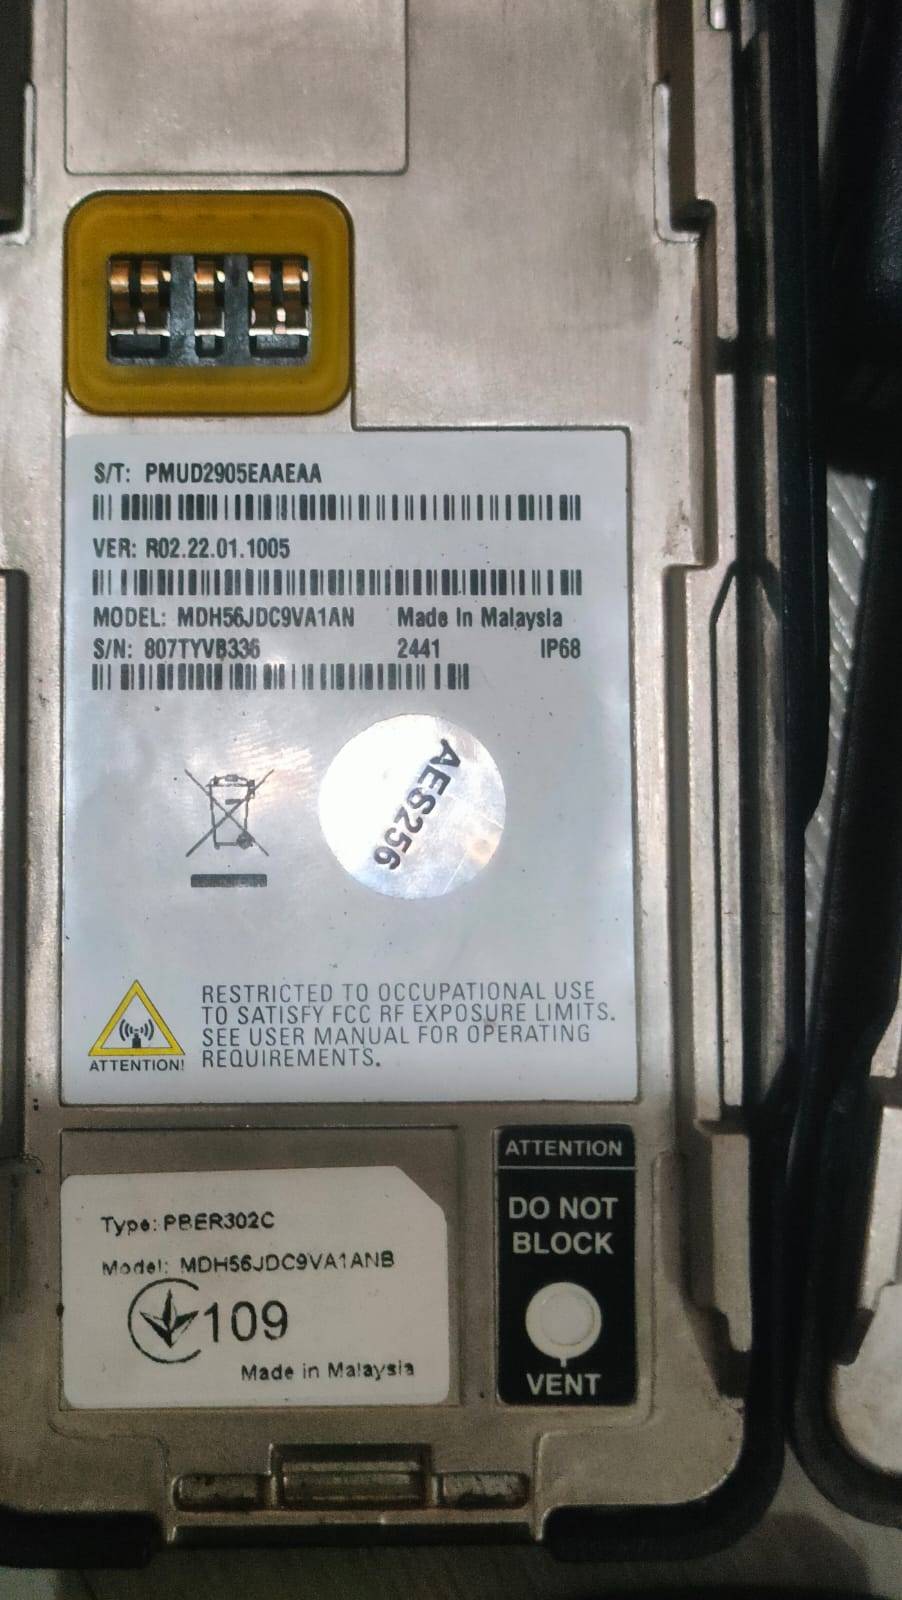 S/T: PMUD2905EAAEAA
VER: R02.22.01.1005
MODEL: MDH56JDC9VA1AN Made In Malaysia
S/N: 807TYVB336 2441 IP68
AES256
RESTRICTED TO OCCUPATIONAL USE
TO SATISFY FCC RF EXPOSURE LIMITS.
SEE USER MANUAL FOR OPERATING
REQUIREMENTS.
ATTENTION!
Type: PBER302C
Model: MDH56JDC9VA1ANB
109
Made in Malaysia
ATTENTION
DO NOT
BLOCK
VENT